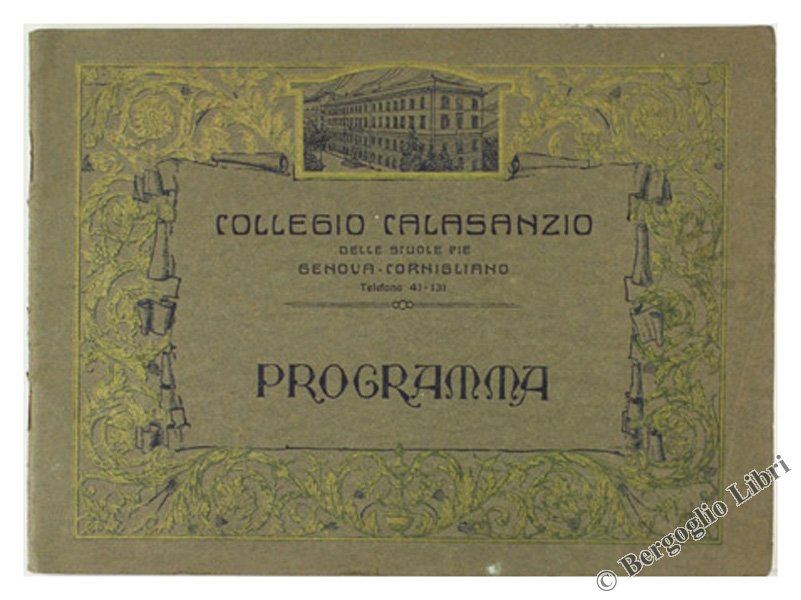 COLLEGIO CALASANZIO
DELLE SCUOLE PIE
GENOVA-CORNIGLIANO
Telefono 41-131
PROGRAMMA
© Bergoglio Libri